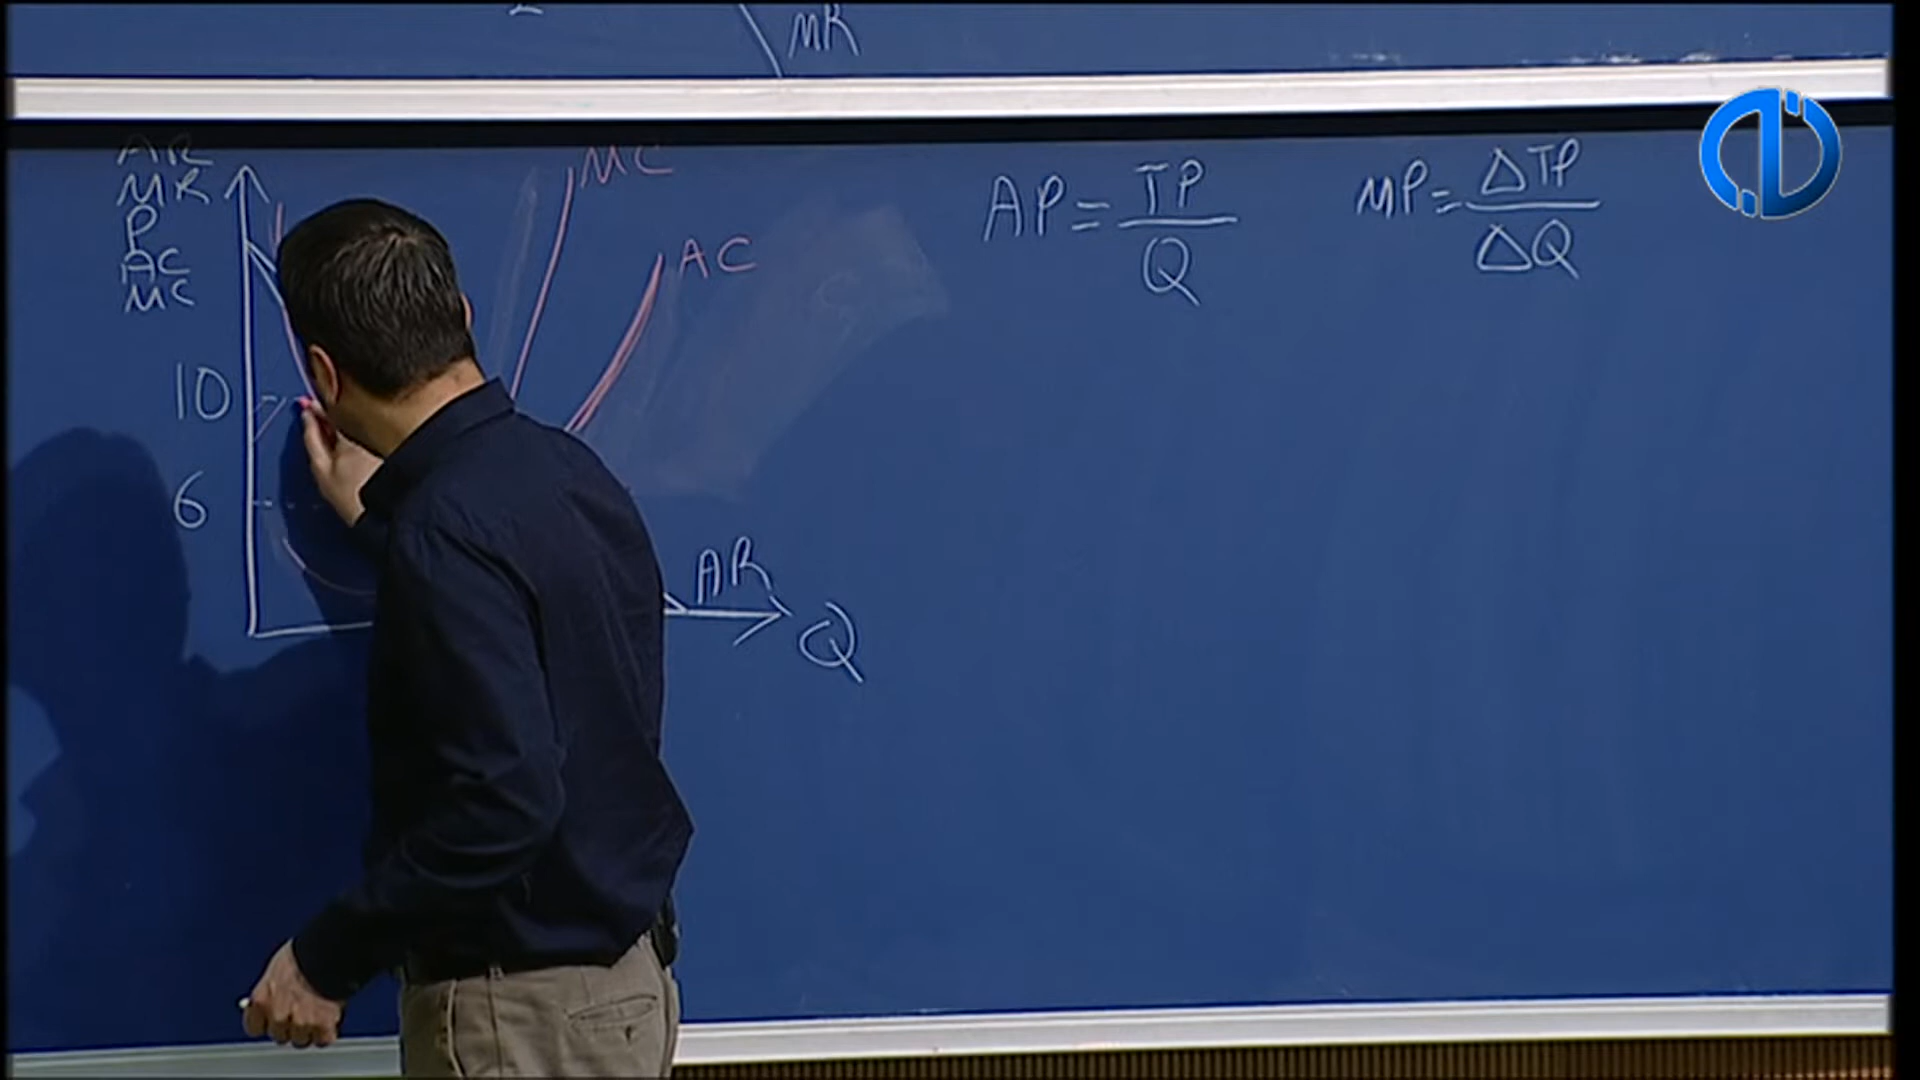 MR
AR
MR
P
AC
MC
10
6
MC
AC
AR
Q
AP = TP / Q
MP = ΔTP / ΔQ